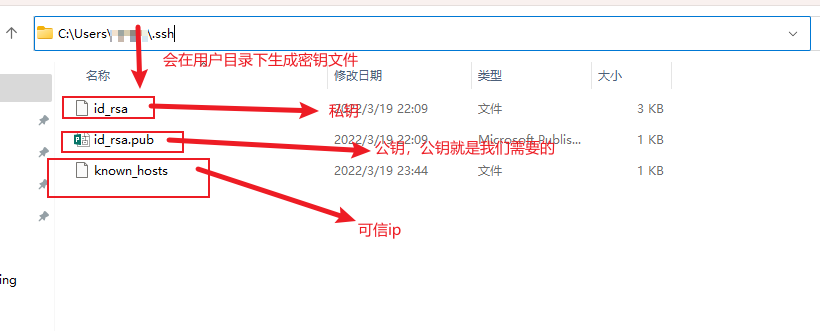 C:\Users\ \.ssh
会在用户目录下生成密钥文件
名称 修改日期 类型 大小
id_rsa 2022/3/19 22:09 文件 3 KB
私钥
id_rsa.pub 2022/3/19 22:09 Microsoft Publis... 1 KB
公钥，公钥就是我们需要的
known_hosts 2022/3/19 23:44 文件 1 KB
可信ip
ing